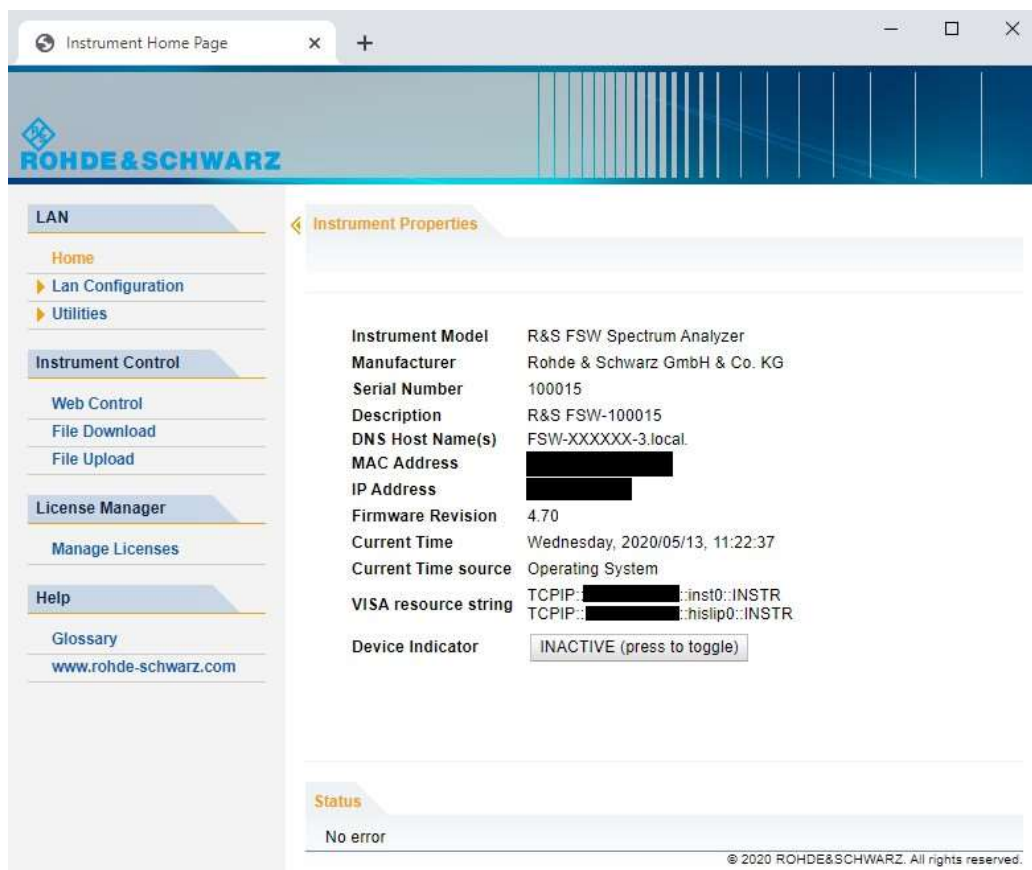 Instrument Home Page
ROHDE&SCHWARZ
LAN
Home
Lan Configuration
Utilities
Instrument Control
Web Control
File Download
File Upload
License Manager
Manage Licenses
Help
Glossary
www.rohde-schwarz.com
Instrument Properties
Instrument Model R&S FSW Spectrum Analyzer
Manufacturer Rohde & Schwarz GmbH & Co. KG
Serial Number 100015
Description R&S FSW-100015
DNS Host Name(s) FSW-XXXXXX-3.local.
MAC Address
IP Address
Firmware Revision 4.70
Current Time Wednesday, 2020/05/13, 11:22:37
Current Time source Operating System
VISA resource string TCPIP:: ::inst0::INSTR
TCPIP:: ::hislip0::INSTR
Device Indicator INACTIVE (press to toggle)
Status
No error
© 2020 ROHDE&SCHWARZ. All rights reserved.